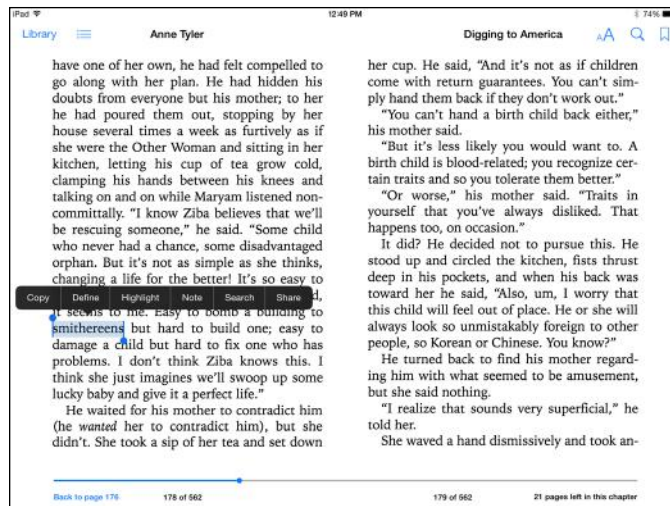 iPad 12:49 PM 74%
Library Anne Tyler Digging to America AA
have one of her own, he had felt compelled to
go along with her plan. He had hidden his
doubts from everyone but his mother; to her
he had poured them out, stopping by her
house several times a week as furtively as if
she were the Other Woman and sitting in her
kitchen, letting his cup of tea grow cold,
clamping his hands between his knees and
talking on and on while Maryam listened non-
committally. “I know Ziba believes that we’ll
be rescuing someone,” he said. “Some child
who never had a chance, some disadvantaged
orphan. But it’s not as simple as she thinks,
changing a life for the better! It’s so easy to
Copy Define Highlight Note Search Share
d,
it seems to me. Easy to bomb a building to
smithereens but hard to build one; easy to
damage a child but hard to fix one who has
problems. I don’t think Ziba knows this. I
think she just imagines we’ll swoop up some
lucky baby and give it a perfect life.”
He waited for his mother to contradict him
(he wanted her to contradict him), but she
didn’t. She took a sip of her tea and set down
her cup. He said, “And it’s not as if children
come with return guarantees. You can’t sim-
ply hand them back if they don’t work out.”
“You can’t hand a birth child back either,”
his mother said.
“But it’s less likely you would want to. A
birth child is blood-related; you recognize cer-
tain traits and so you tolerate them better.”
“Or worse,” his mother said. “Traits in
yourself that you’ve always disliked. That
happens too, on occasion.”
It did? He decided not to pursue this. He
stood up and circled the kitchen, fists thrust
deep in his pockets, and when his back was
toward her he said, “Also, um, I worry that
this child will feel out of place. He or she will
always look so unmistakably foreign to other
people, so Korean or Chinese. You know?”
He turned back to find his mother regard-
ing him with what seemed to be amusement,
but she said nothing.
“I realize that sounds very superficial,” he
told her.
She waved a hand dismissively and took an-
Back to page 176 178 of 562 179 of 562 21 pages left in this chapter